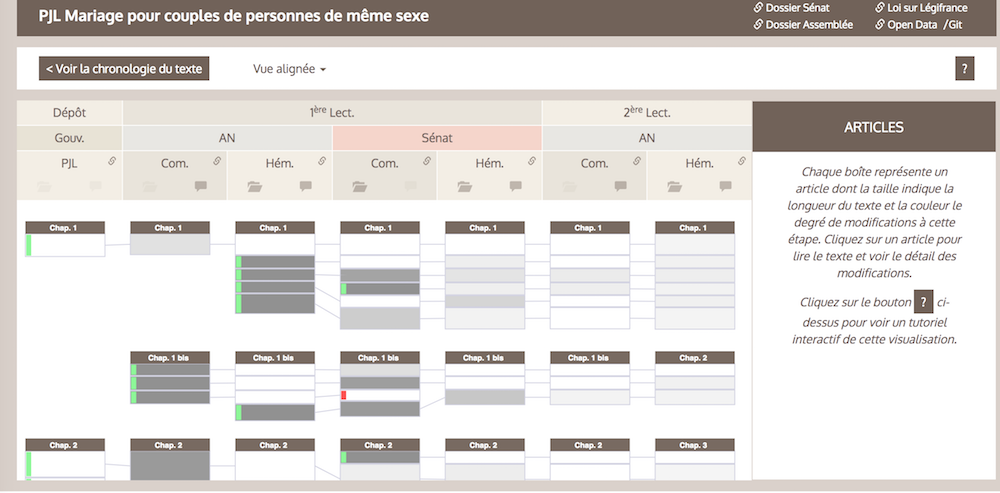 PJL Mariage pour couples de personnes de même sexe
Dossier Sénat
Loi sur Légifrance
Dossier Assemblée
Open Data /Git
< Voir la chronologie du texte
Vue alignée
?
Dépôt
1ère Lect.
2ème Lect.
Gouv.
AN
Sénat
AN
PJL
Com.
Hém.
Com.
Hém.
Com.
Hém.
ARTICLES
Chaque boîte représente un
article dont la taille indique la
longueur du texte et la couleur le
degré de modifications à cette
étape. Cliquez sur un article pour
lire le texte et voir le détail des
modifications.
Cliquez sur le bouton ? ci-
dessus pour voir un tutoriel
interactif de cette visualisation.
Chap. 1
Chap. 1
Chap. 1
Chap. 1
Chap. 1
Chap. 1
Chap. 1
Chap. 1 bis
Chap. 1 bis
Chap. 1 bis
Chap. 1 bis
Chap. 1 bis
Chap. 2
Chap. 2
Chap. 2
Chap. 2
Chap. 2
Chap. 2
Chap. 2
Chap. 3